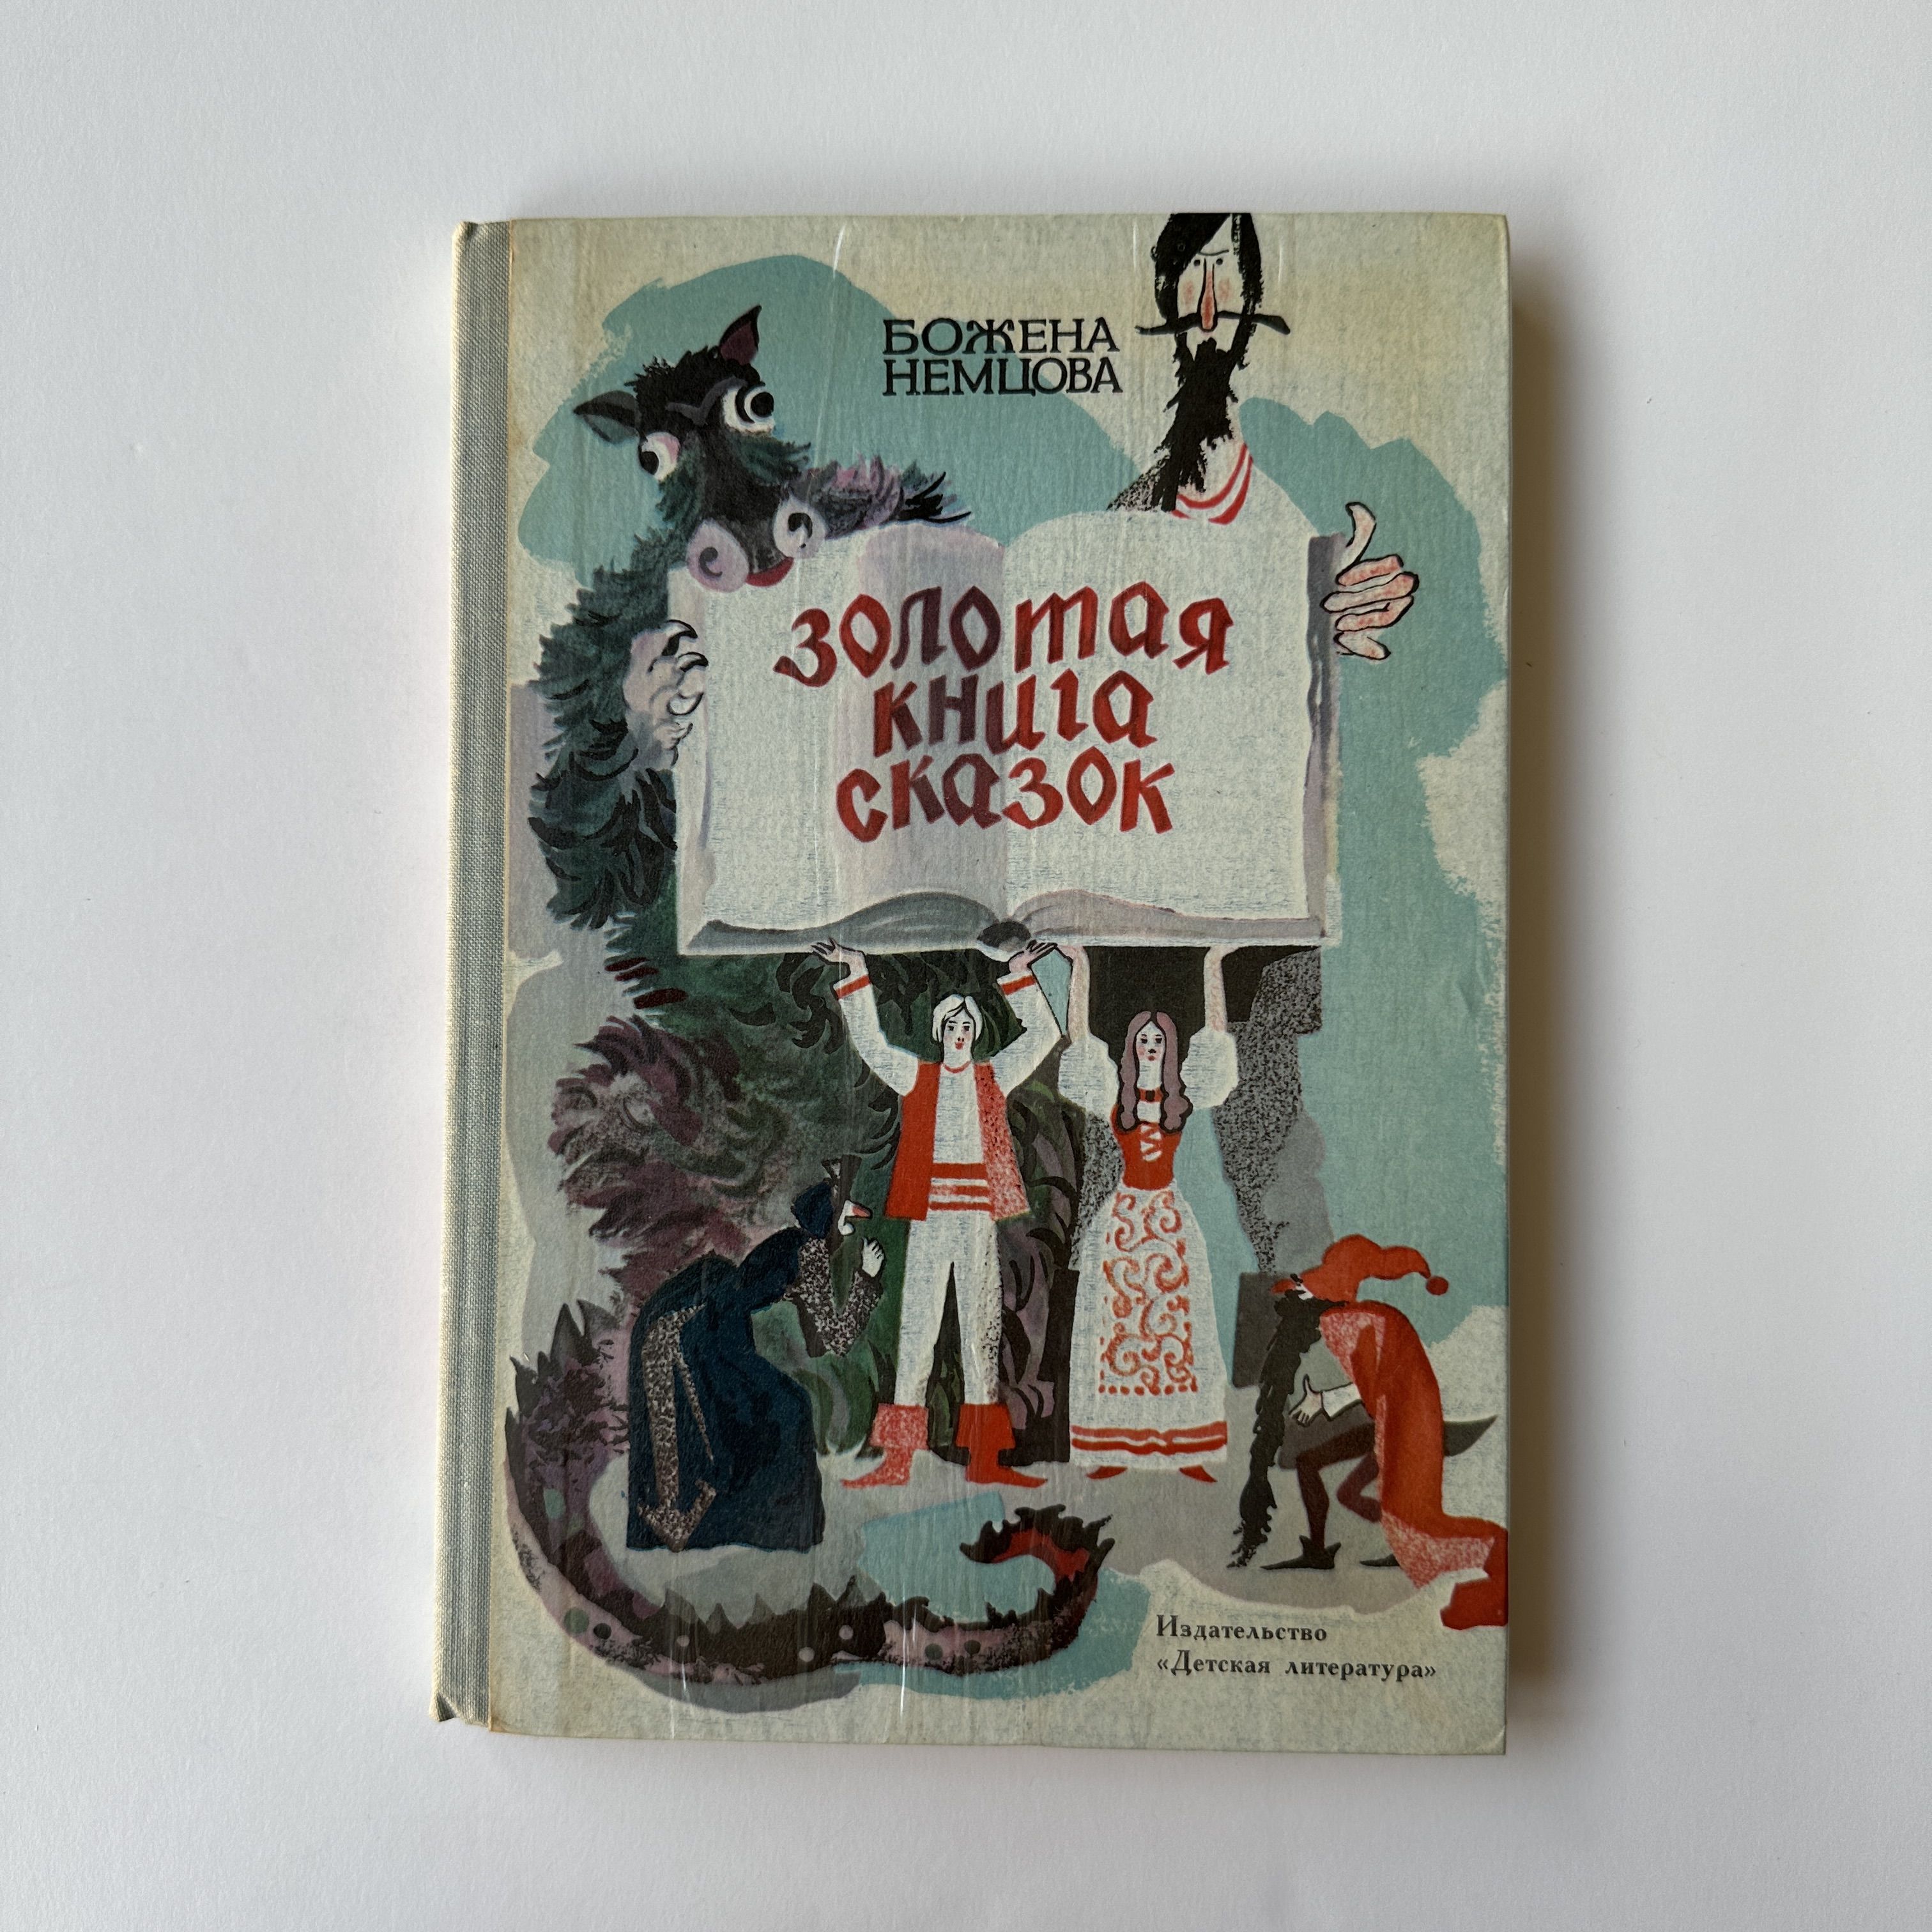 БОЖЕНА
НЕМЦОВА
золотая
книга
сказок
Издательство
«Детская литература»